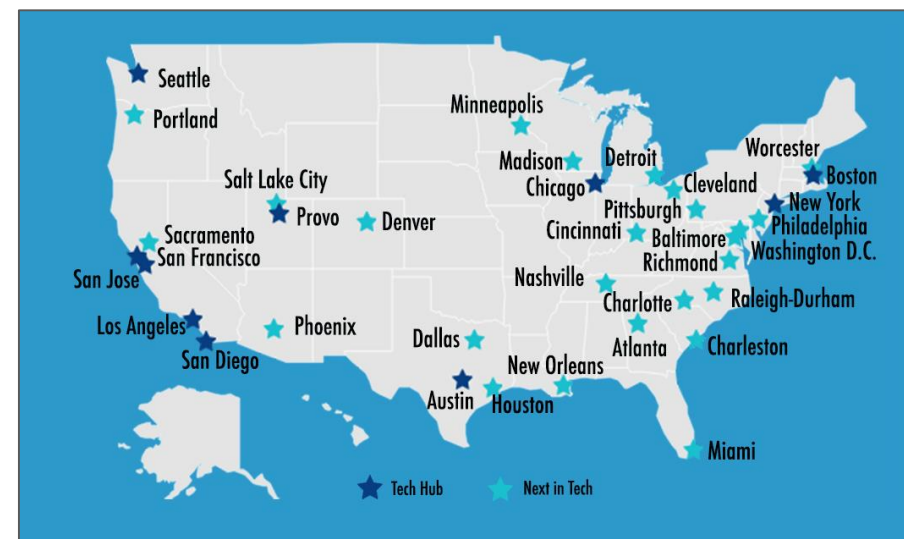 Seattle
Portland
Minneapolis
Madison
Detroit
Worcester
Boston
Chicago
Cleveland
New York
Salt Lake City
Provo
Denver
Pittsburgh
Philadelphia
Cincinnati
Baltimore
Washington D.C.
Sacramento
San Francisco
San Jose
Richmond
Nashville
Charlotte
Raleigh-Durham
Los Angeles
San Diego
Phoenix
Dallas
Atlanta
Charleston
New Orleans
Austin
Houston
Miami
Tech Hub
Next in Tech